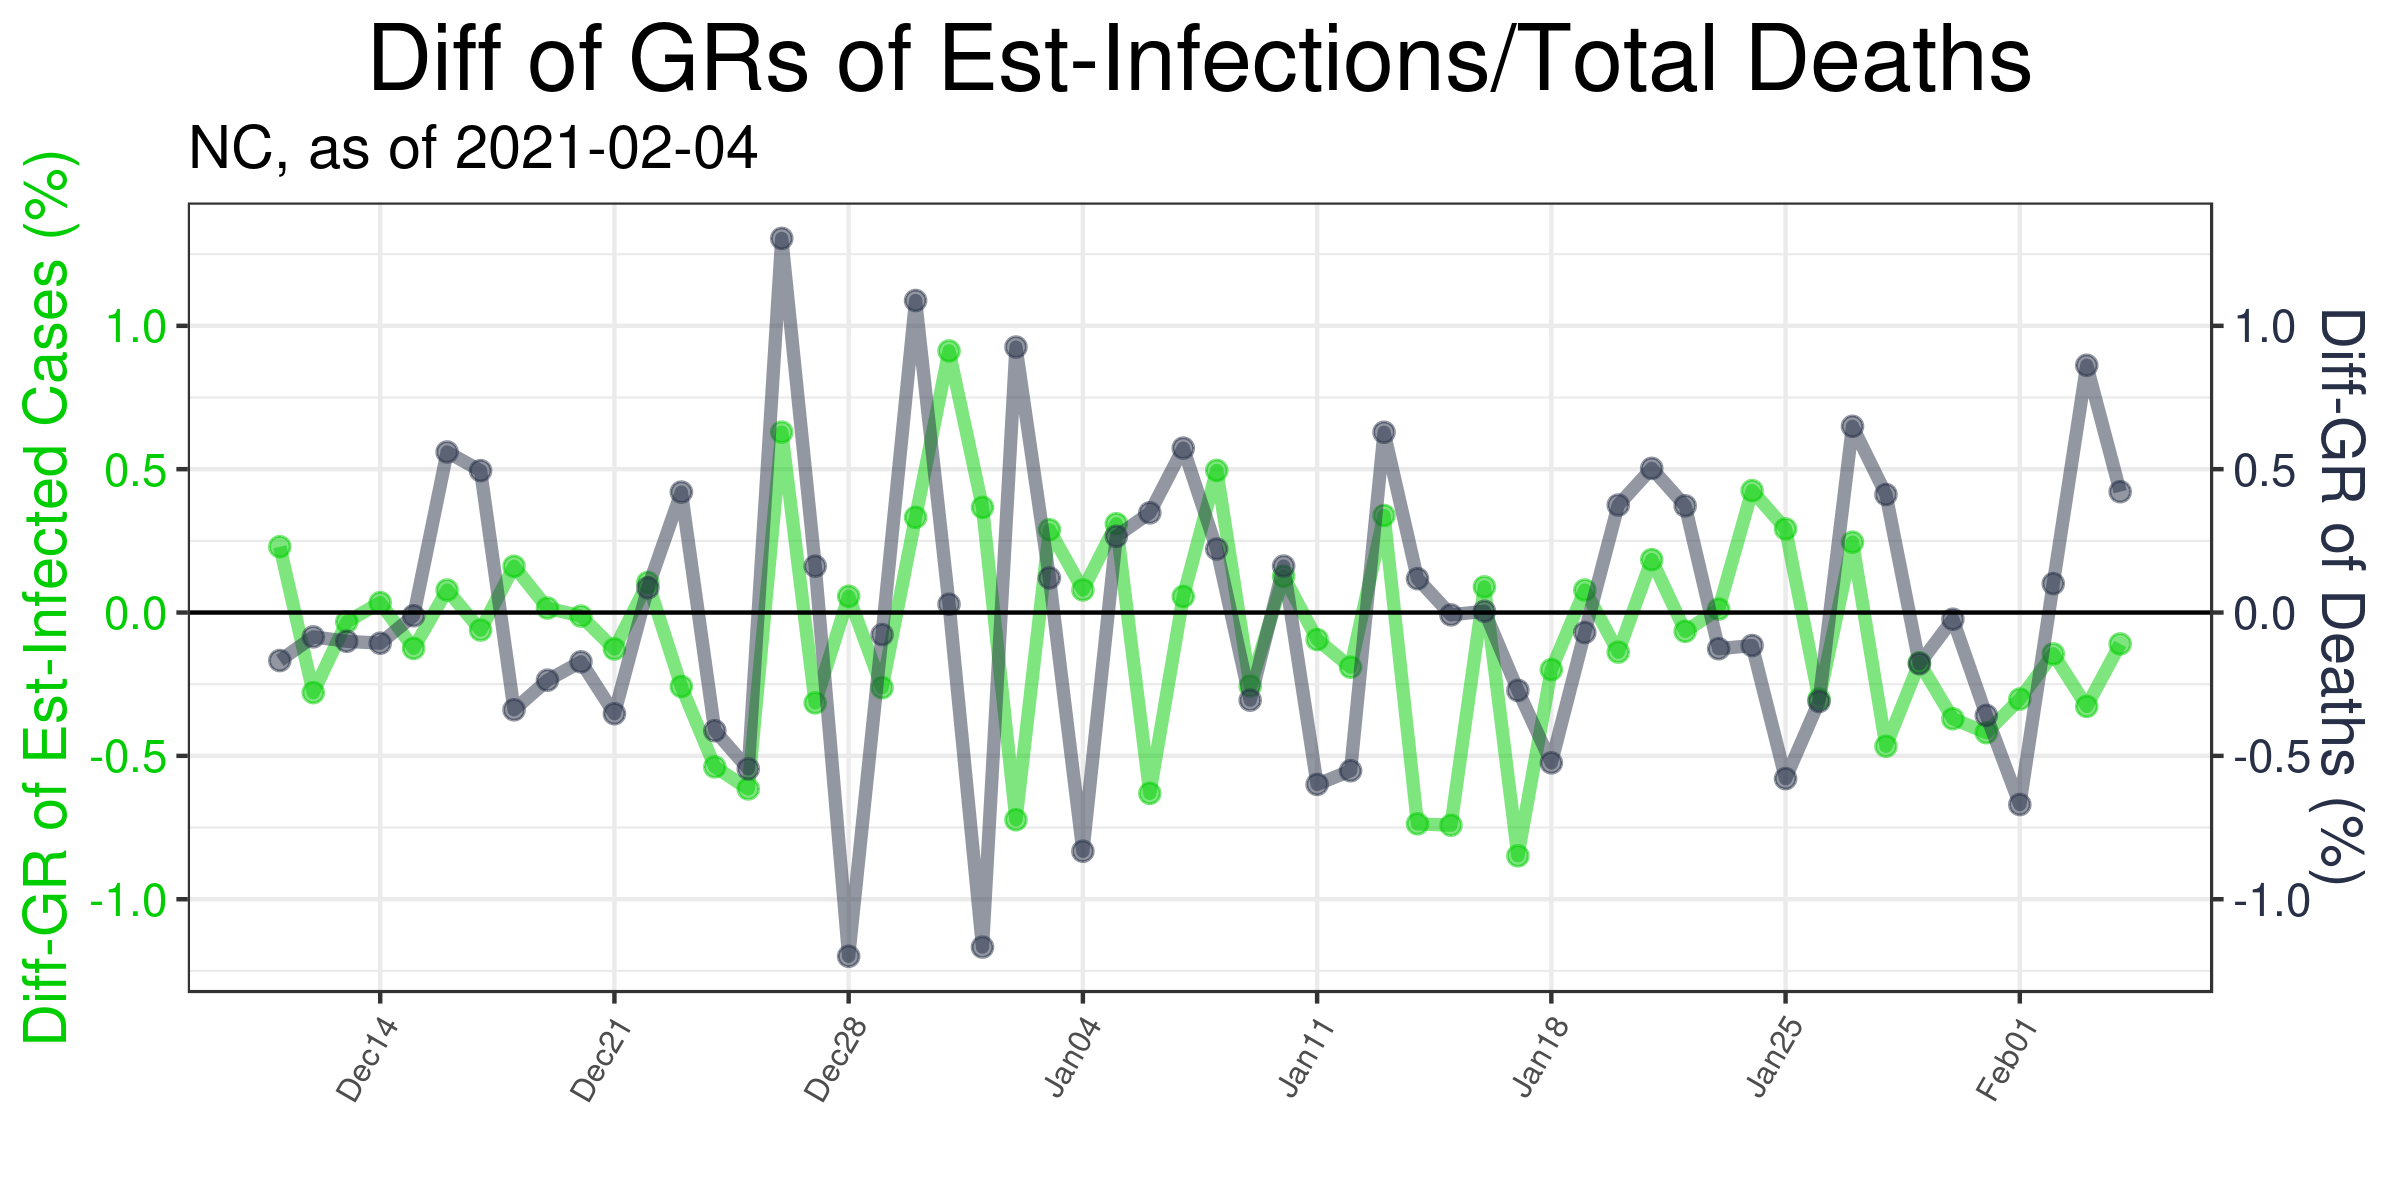 Diff of GRs of Est-Infections/Total Deaths
NC, as of 2021-02-04
Diff-GR of Est-Infected Cases (%)
1.0
0.5
0.0
-0.5
-1.0
1.0
0.5
0.0
-0.5
-1.0
Diff-GR of Deaths (%)
Dec14
Dec21
Dec28
Jan04
Jan11
Jan18
Jan25
Feb01